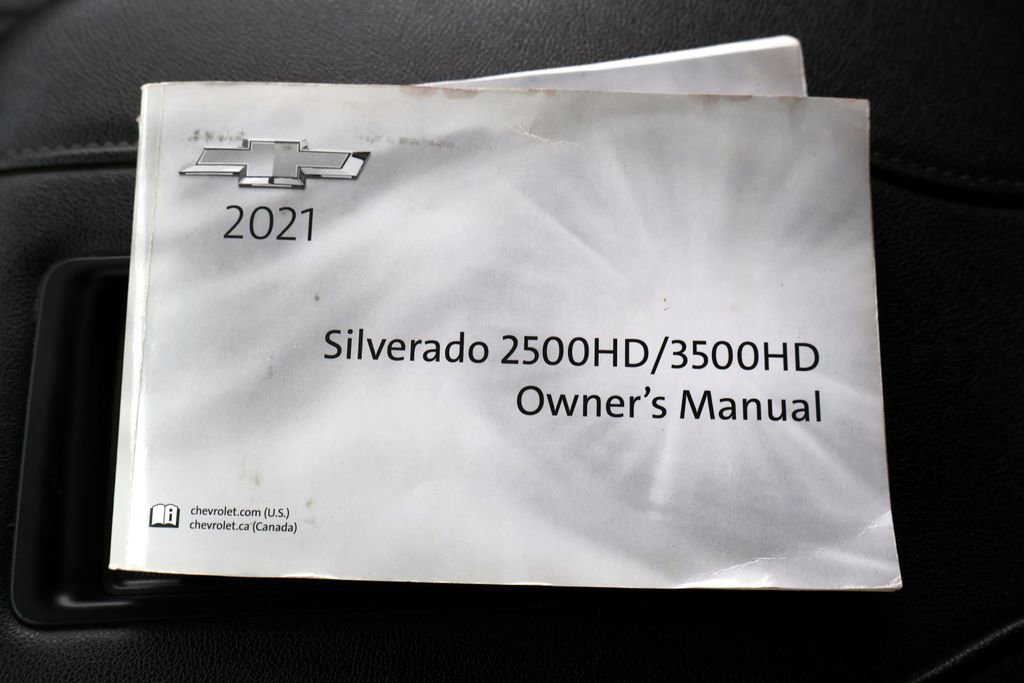 2021
Silverado 2500HD/3500HD
Owner's Manual
chevrolet.com (U.S.)
chevrolet.ca (Canada)